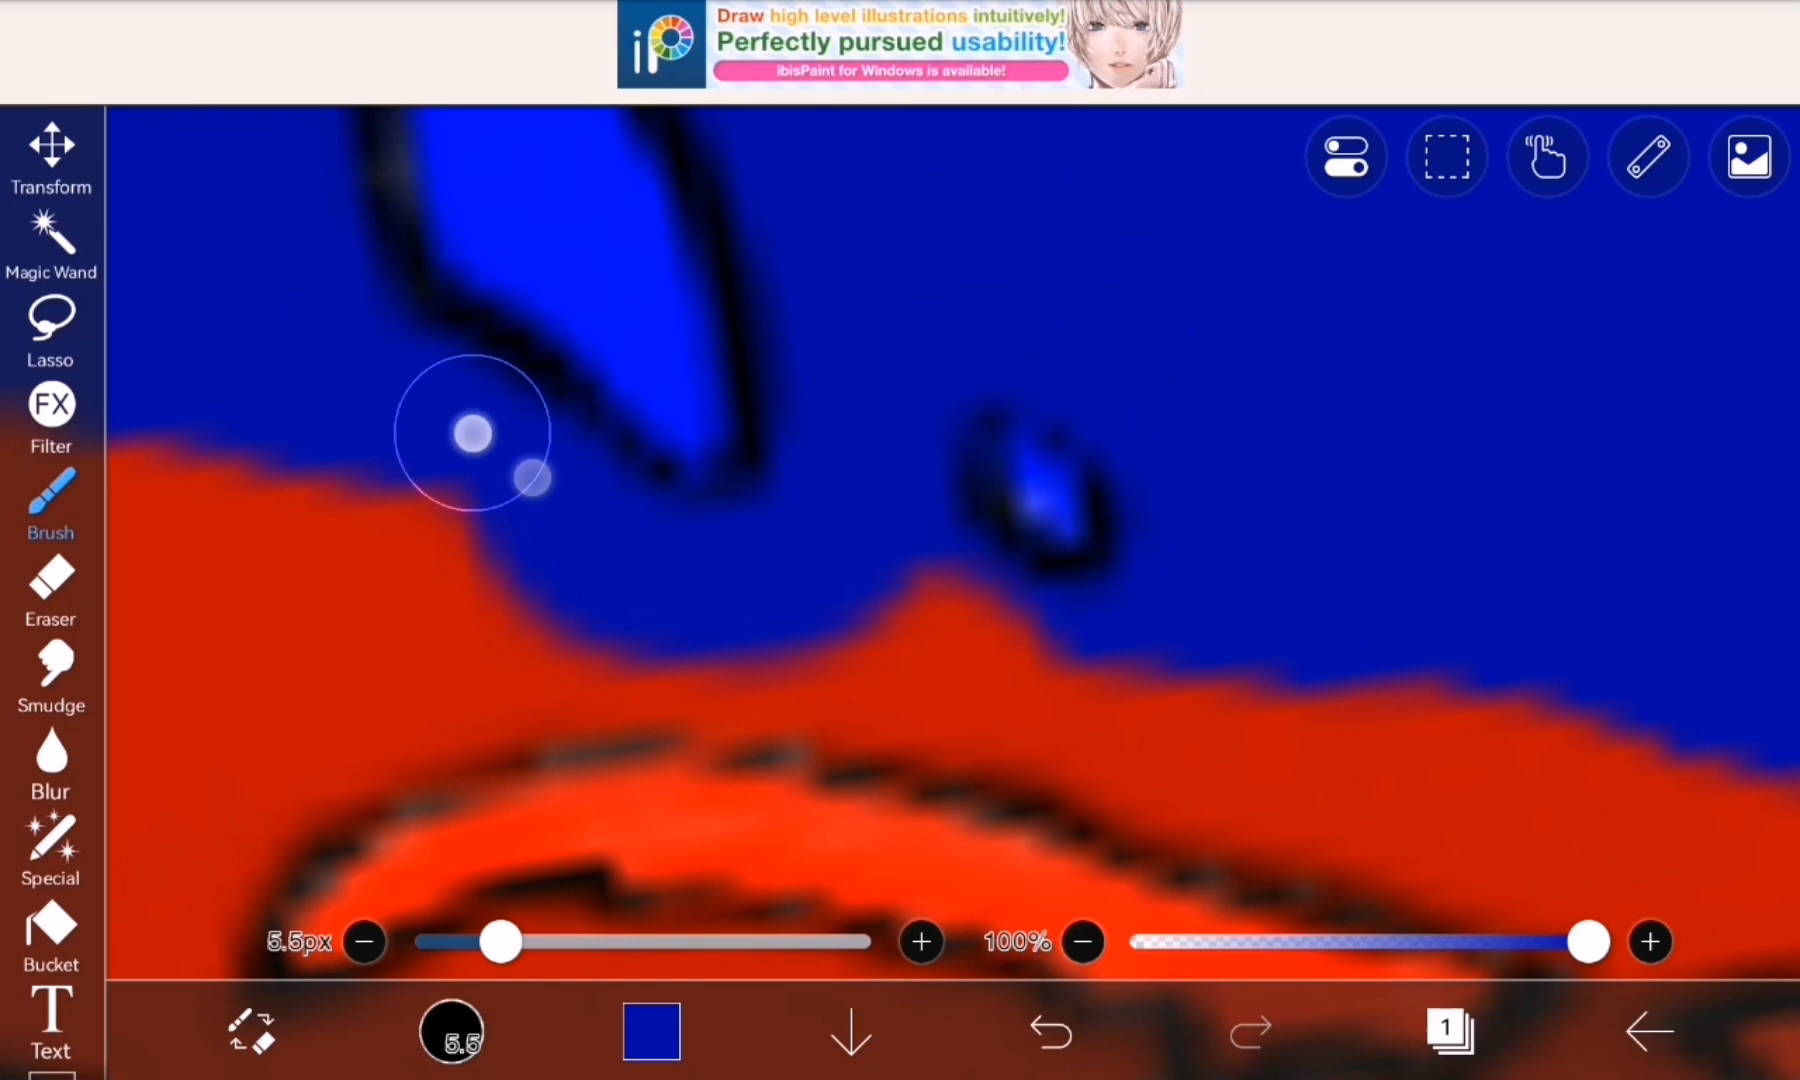 iP
Draw high level illustrations intuitively!
Perfectly pursued usability!
ibisPaint for Windows is available!
Transform
Magic Wand
Lasso
FX
Filter
Brush
Eraser
Smudge
Blur
Special
Bucket
T
Text
5.5px
100%
5.5
1